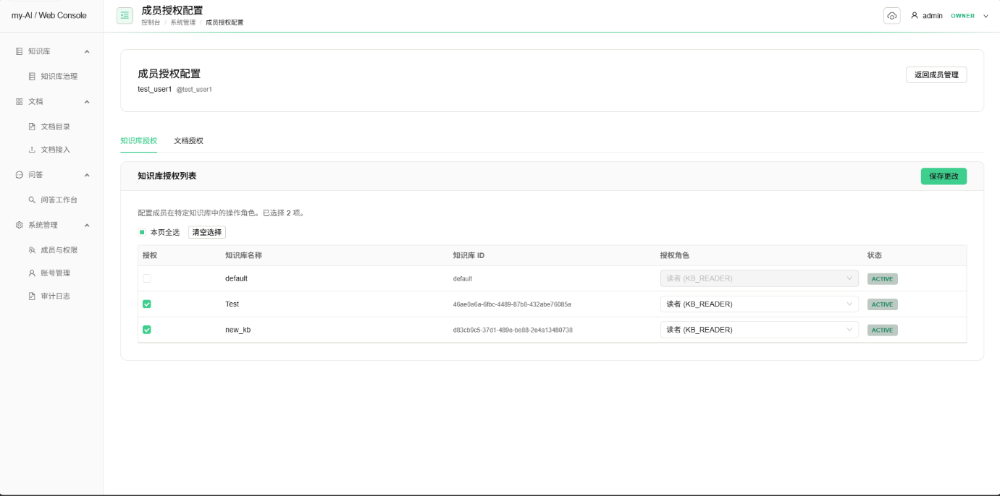 my-AI / Web Console
知识库
知识库治理
文档
文档目录
文档接入
问答
问答工作台
系统管理
成员与权限
账号管理
审计日志
成员授权配置
控制台 / 系统管理 / 成员授权配置
admin OWNER
成员授权配置
test_user1 @test_user1
返回成员管理
知识库授权 文档授权
知识库授权列表
保存更改
配置成员在特定知识库中的操作角色。已选择 2 项。
本页全选 清空选择
授权 知识库名称 知识库 ID 授权角色 状态
default default 读者 (KB_READER) ACTIVE
Test 46ae0a6a-6fbc-4489-87b8-432abe76085a 读者 (KB_READER) ACTIVE
new_kb d83cb9c5-37d1-489e-be88-2e4a13480738 读者 (KB_READER) ACTIVE